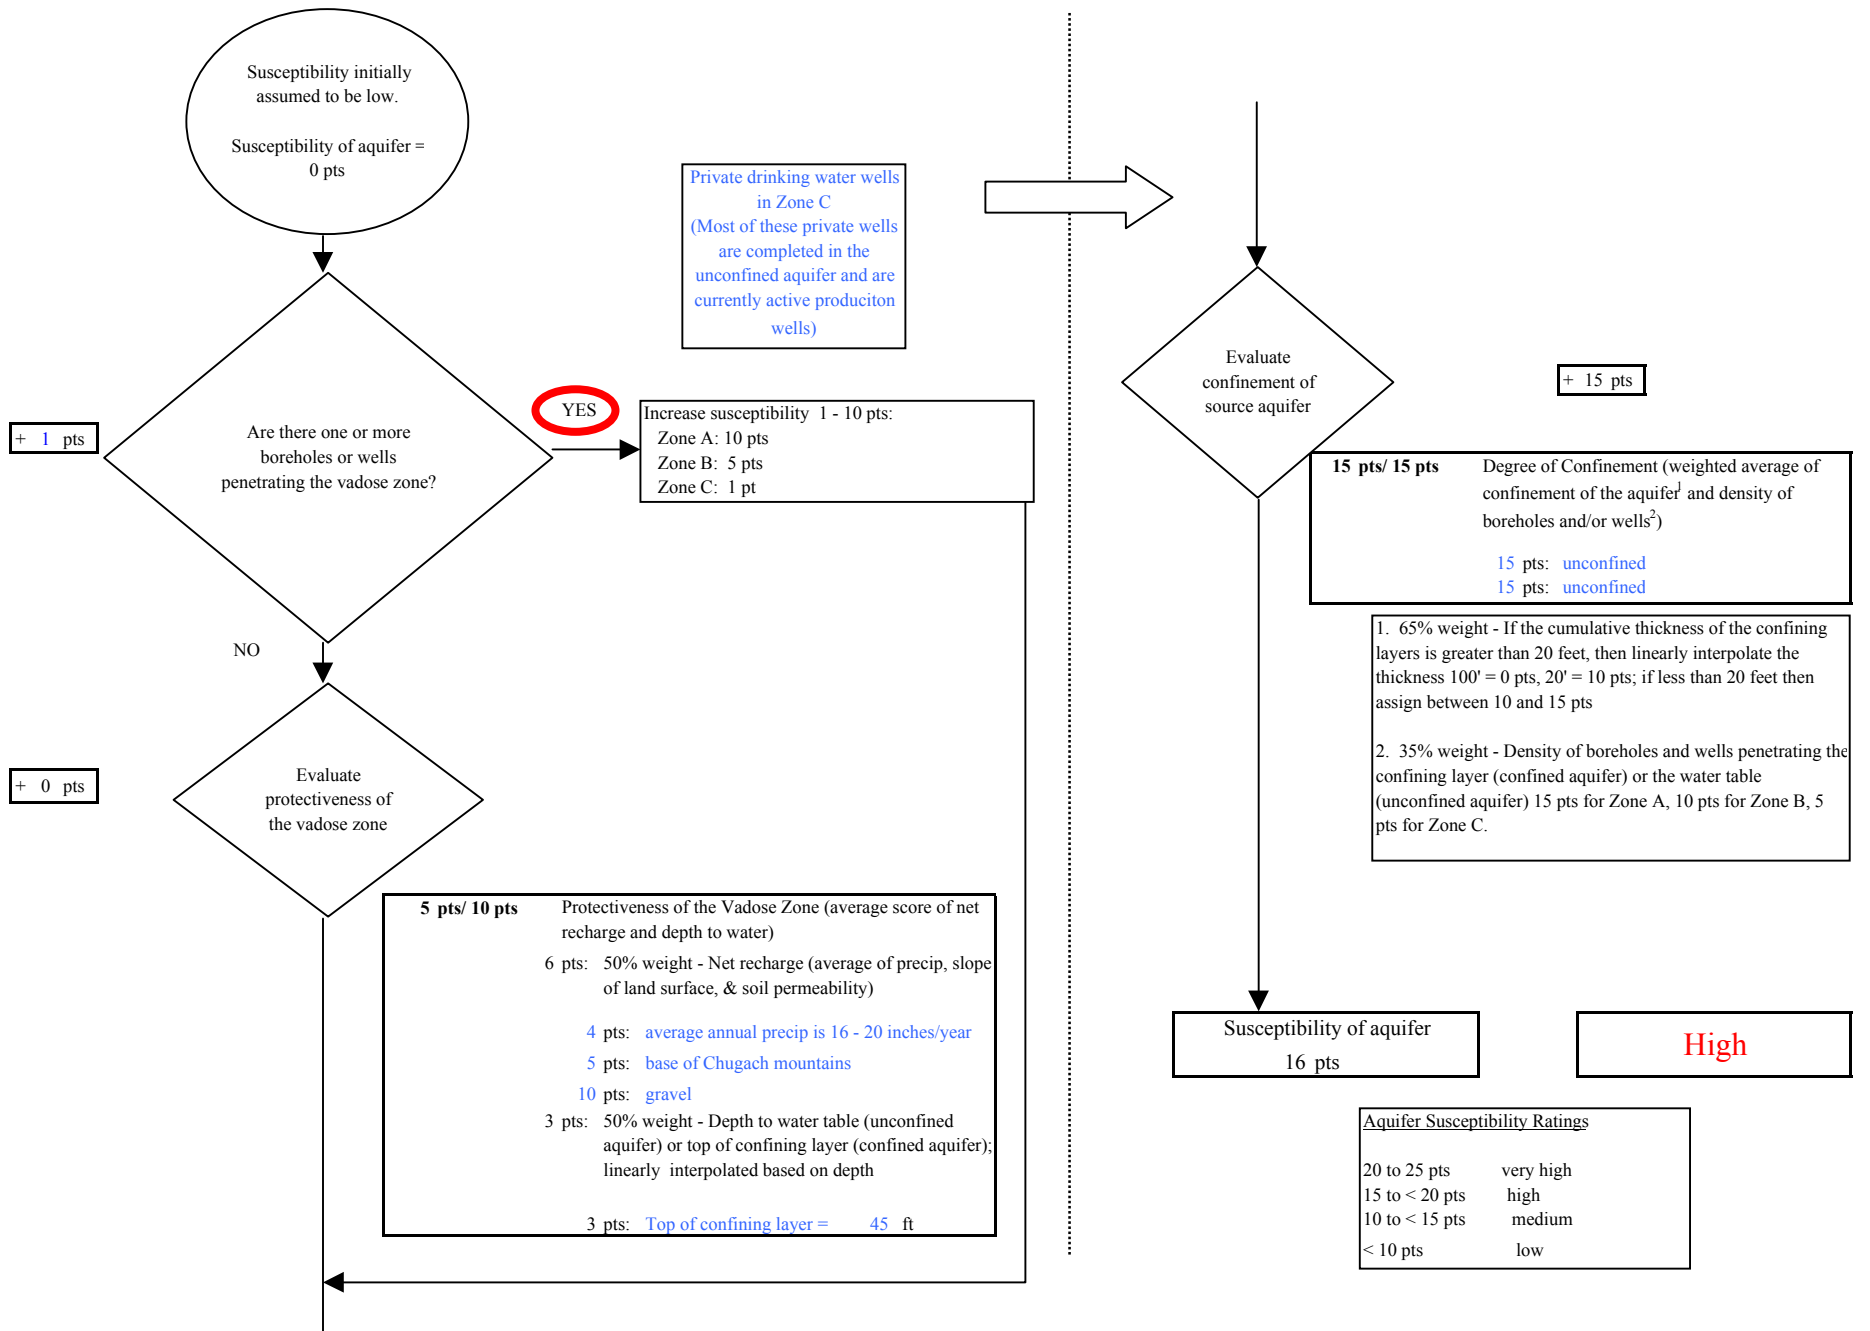 Susceptibility initially
assumed to be low.
Susceptibility of aquifer =
0 pts
Private drinking water wells
in Zone C
(Most of these private wells
are completed in the
unconfined aquifer and are
currently active produciton
wells)
+ 1 pts
Are there one or more
boreholes or wells
penetrating the vadose zone?
YES
Increase susceptibility 1 - 10 pts:
Zone A: 10 pts
Zone B: 5 pts
Zone C: 1 pt
NO
+ 0 pts
Evaluate
protectiveness of
the vadose zone
5 pts/ 10 pts Protectiveness of the Vadose Zone (average score of net
recharge and depth to water)
6 pts: 50% weight - Net recharge (average of precip, slope
of land surface, & soil permeability)
4 pts: average annual precip is 16 - 20 inches/year
5 pts: base of Chugach mountains
10 pts: gravel
3 pts: 50% weight - Depth to water table (unconfined
aquifer) or top of confining layer (confined aquifer);
linearly interpolated based on depth
3 pts: Top of confining layer = 45 ft
Evaluate
confinement of
source aquifer
+ 15 pts
15 pts/ 15 pts Degree of Confinement (weighted average of
confinement of the aquifer1 and density of
boreholes and/or wells2)
15 pts: unconfined
15 pts: unconfined
1. 65% weight - If the cumulative thickness of the confining
layers is greater than 20 feet, then linearly interpolate the
thickness 100' = 0 pts, 20' = 10 pts; if less than 20 feet then
assign between 10 and 15 pts
2. 35% weight - Density of boreholes and wells penetrating the
confining layer (confined aquifer) or the water table
(unconfined aquifer) 15 pts for Zone A, 10 pts for Zone B, 5
pts for Zone C.
Susceptibility of aquifer
16 pts
High
Aquifer Susceptibility Ratings
20 to 25 pts very high
15 to < 20 pts high
10 to < 15 pts medium
< 10 pts low